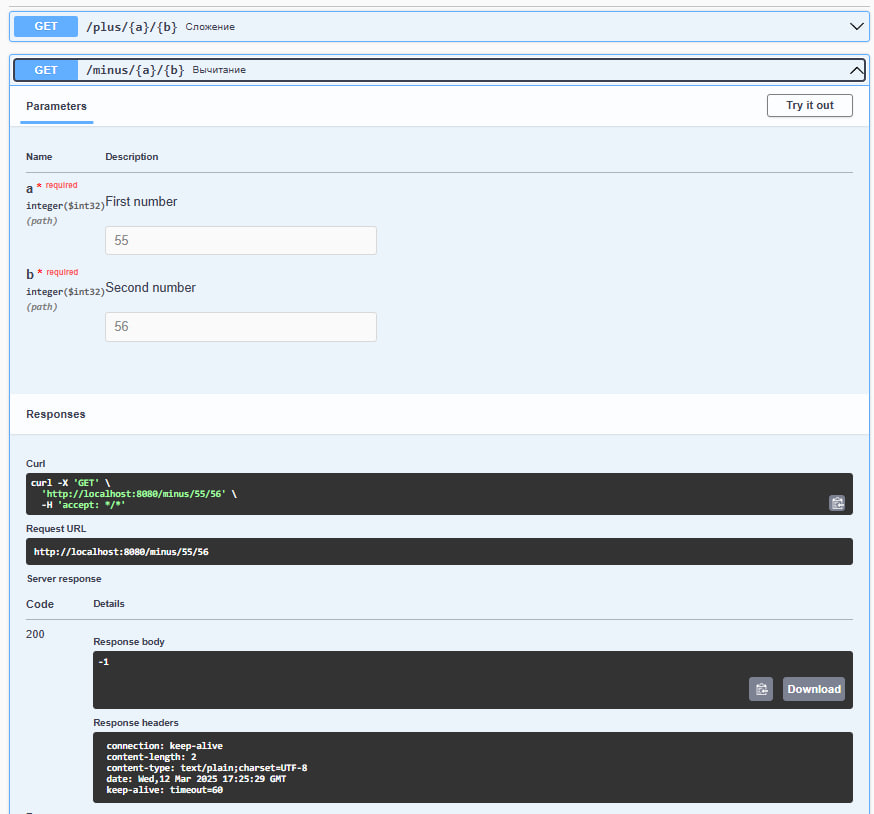 GET /plus/{a}/{b} Сложение
GET /minus/{a}/{b} Вычитание
Parameters
Try it out
Name Description
a * required
integer($int32)
(path)
First number
55
b * required
integer($int32)
(path)
Second number
56
Responses
Curl
curl -X 'GET' \
'http://localhost:8080/minus/55/56' \
-H 'accept: */*'
Request URL
http://localhost:8080/minus/55/56
Server response
Code Details
200
Response body
-1
Download
Response headers
connection: keep-alive
content-length: 2
content-type: text/plain;charset=UTF-8
date: Wed,12 Mar 2025 17:25:29 GMT
keep-alive: timeout=60